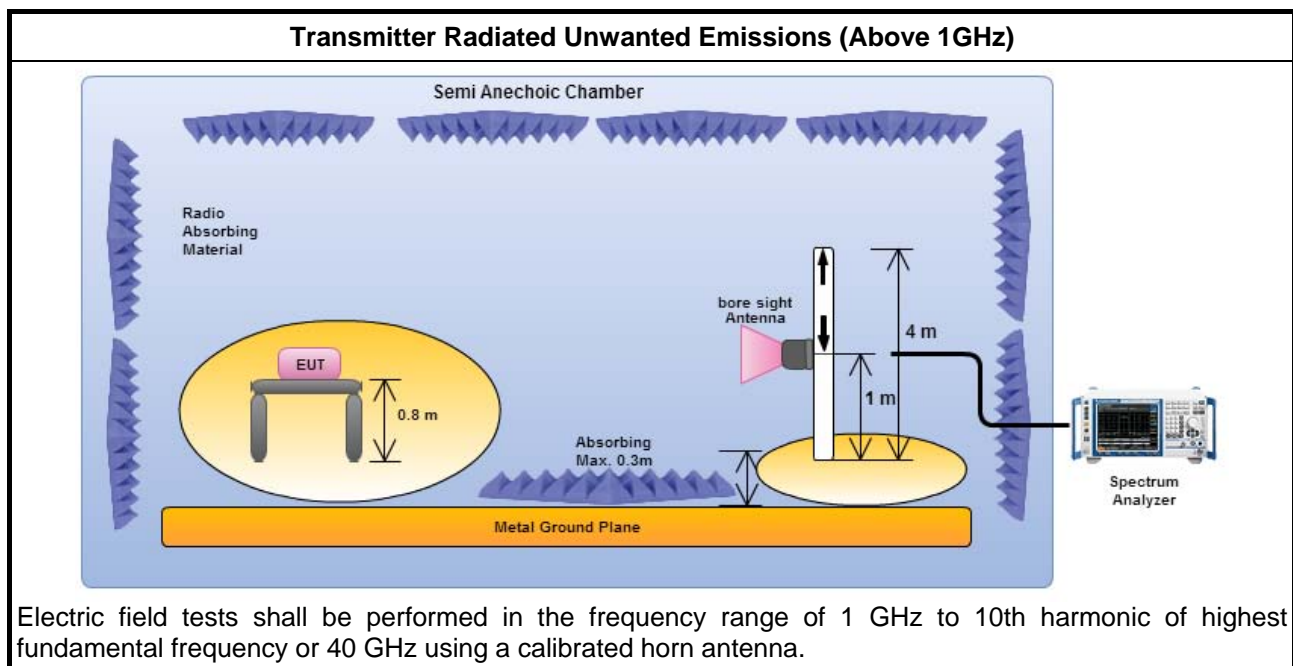 Transmitter Radiated Unwanted Emissions (Above 1GHz)
Semi Anechoic Chamber
Radio
Absorbing
Material
bore sight
Antenna
4 m
EUT
1 m
0.8 m
Absorbing
Max. 0.3m
Spectrum
Analyzer
Metal Ground Plane
Electric field tests shall be performed in the frequency range of 1 GHz to 10th harmonic of highest
fundamental frequency or 40 GHz using a calibrated horn antenna.